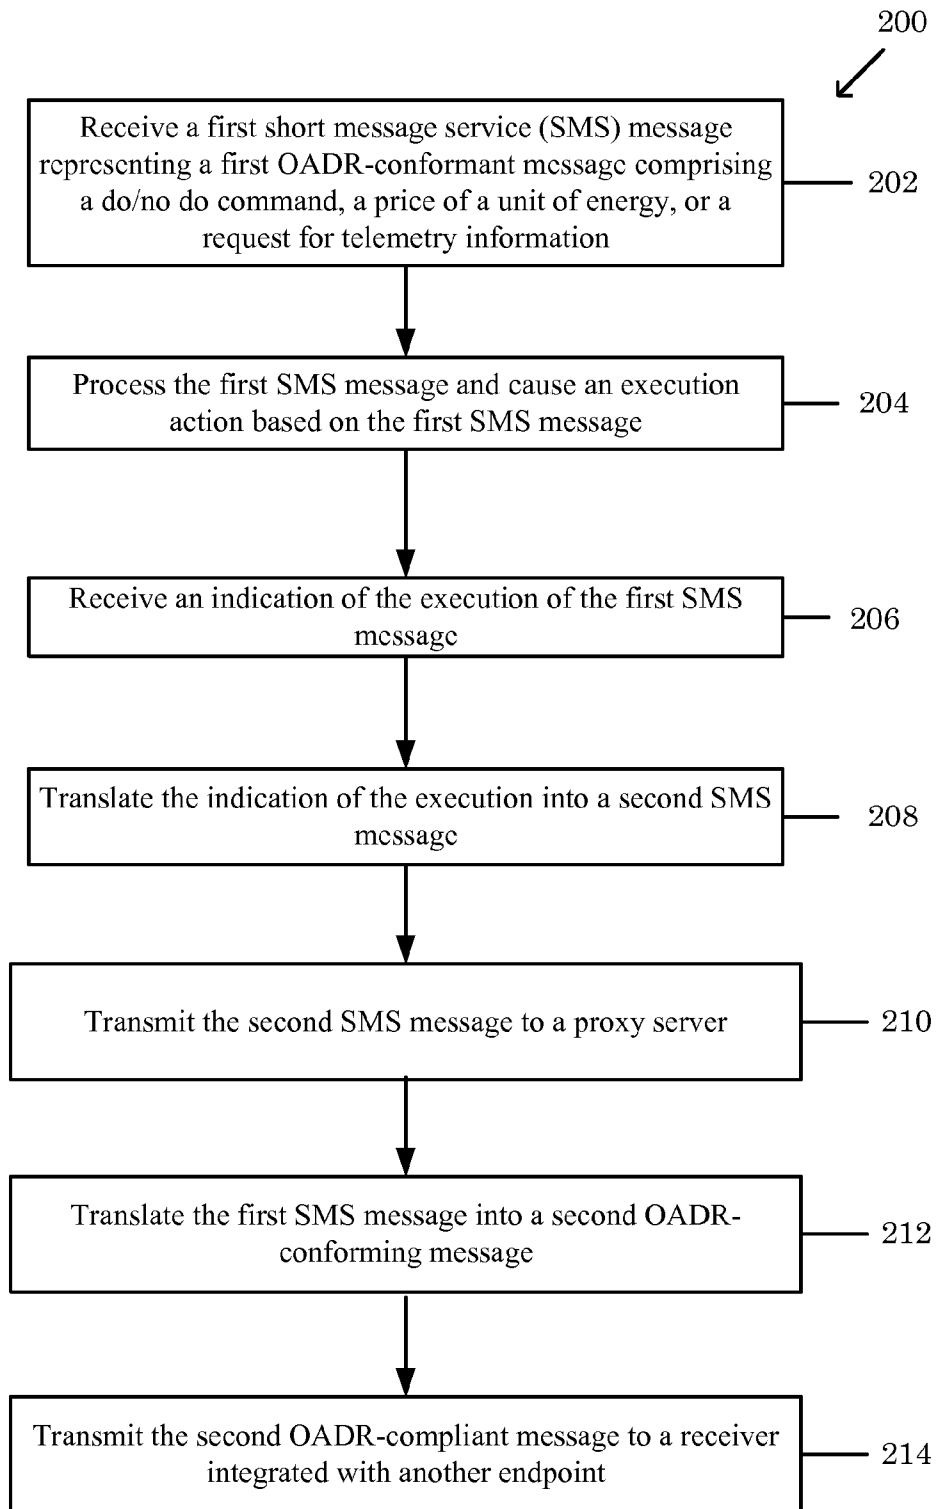 200
Receive a first short message service (SMS) message
representing a first OADR-conformant message comprising
a do/no do command, a price of a unit of energy, or a
request for telemetry information
202
Process the first SMS message and cause an execution
action based on the first SMS message
204
Receive an indication of the execution of the first SMS
message
206
Translate the indication of the execution into a second SMS
message
208
Transmit the second SMS message to a proxy server
210
Translate the first SMS message into a second OADR-
conforming message
212
Transmit the second OADR-compliant message to a receiver
integrated with another endpoint
214